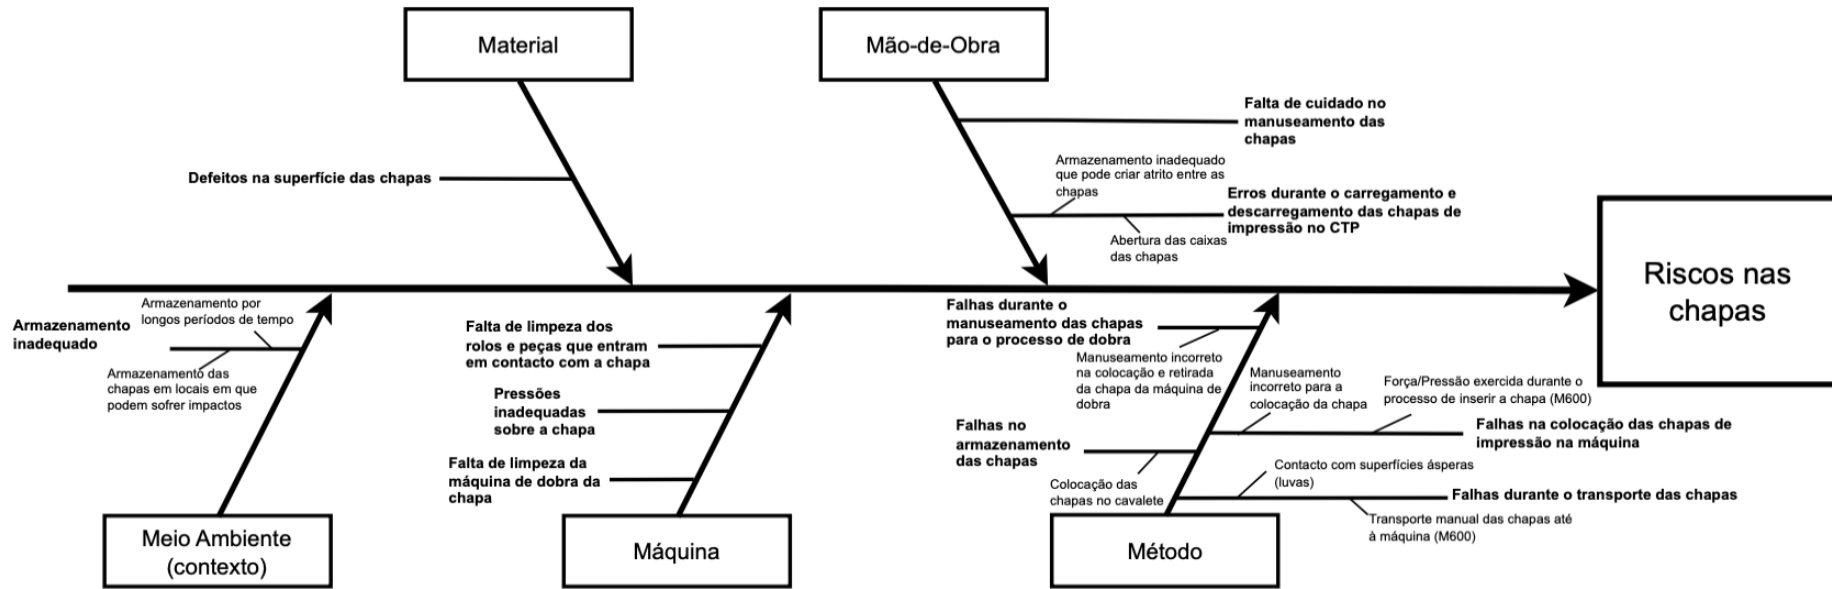 Material
Mão-de-Obra
Falta de cuidado no
manuseamento das
chapas
Defeitos na superfície das chapas
Armazenamento inadequado
que pode criar atrito entre as
chapas
Erros durante o carregamento e
descarregamento das chapas de
impressão no CTP
Abertura das caixas
das chapas
Riscos nas
chapas
Armazenamento
inadequado
Armazenamento por
longos períodos de tempo
Armazenamento das
chapas em locais em que
podem sofrer impactos
Falta de limpeza dos
rolos e peças que entram
em contacto com a chapa
Pressões
inadequadas
sobre a chapa
Falta de limpeza da
máquina de dobra da
chapa
Falhas durante o
manuseamento das chapas
para o processo de dobra
Manuseamento incorreto
na colocação e retirada
da chapa da máquina de
dobra
Manuseamento
incorreto para a
colocação da chapa
Força/Pressão exercida durante o
processo de inserir a chapa (M600)
Falhas na colocação das chapas de
impressão na máquina
Falhas no
armazenamento
das chapas
Colocação das
chapas no cavalete
Contacto com superfícies ásperas
(luvas)
Falhas durante o transporte das chapas
Transporte manual das chapas até
à máquina (M600)
Meio Ambiente
(contexto)
Máquina
Método